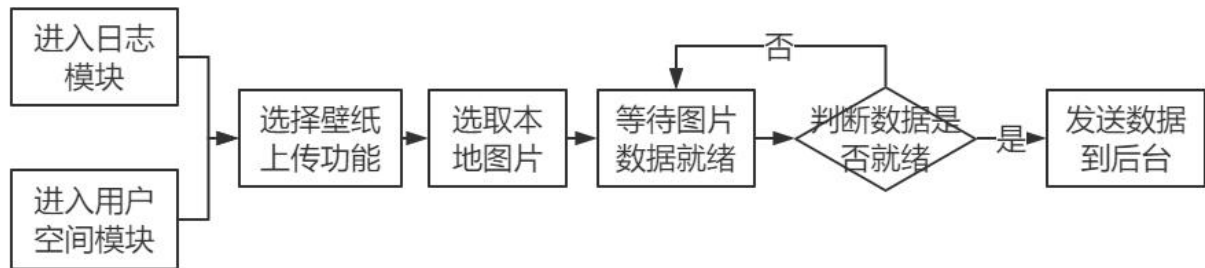 进入日志
模块
进入用户
空间模块
选择壁纸
上传功能
选取本
地图片
等待图片
数据就绪
否
判断数据是
否就绪
是
发送数据
到后台